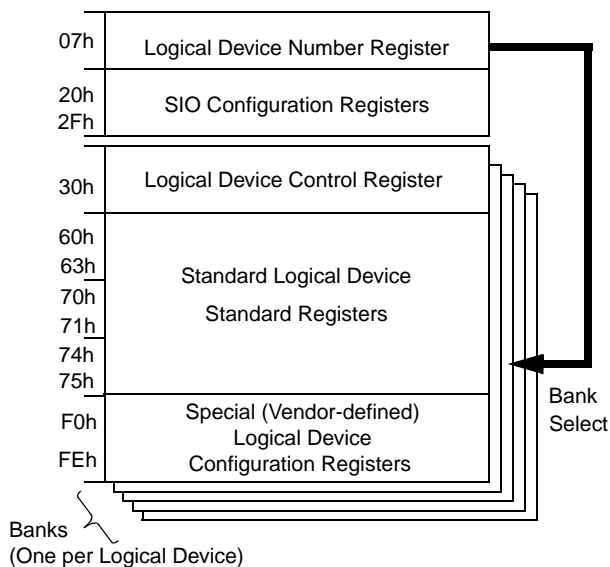 07h
Logical Device Number Register
20h
2Fh
SIO Configuration Registers
30h
Logical Device Control Register
60h
63h
Standard Logical Device
70h
Standard Registers
71h
74h
75h
Bank
Select
F0h
Special (Vendor-defined)
Logical Device
FEh
Configuration Registers
Banks
(One per Logical Device)